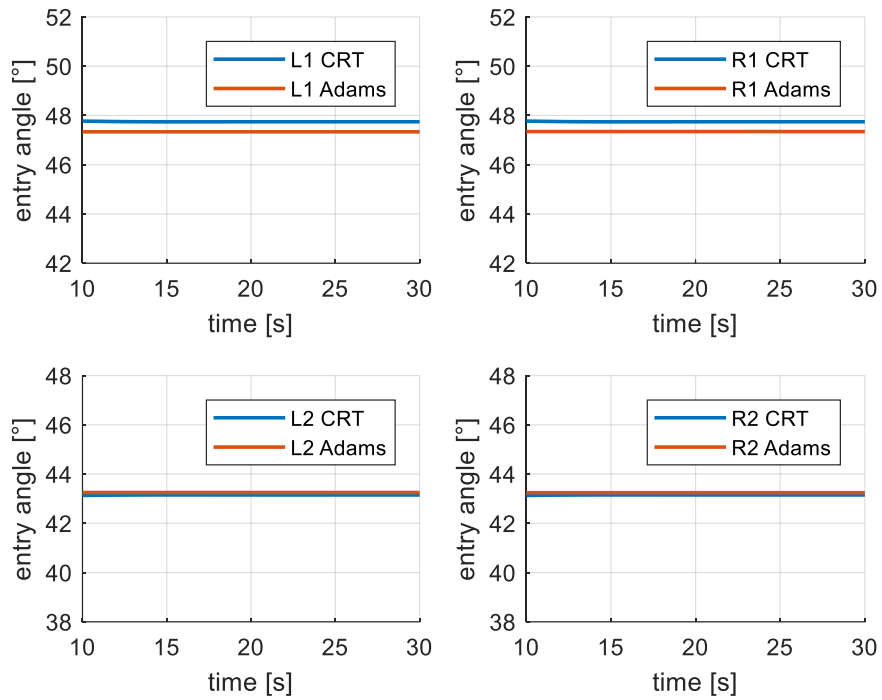 entry angle [°]
52
50
48
46
44
42
L1 CRT
L1 Adams
10 15 20 25 30
time [s]
entry angle [°]
52
50
48
46
44
42
R1 CRT
R1 Adams
10 15 20 25 30
time [s]
entry angle [°]
48
46
44
42
40
38
L2 CRT
L2 Adams
10 15 20 25 30
time [s]
entry angle [°]
48
46
44
42
40
38
R2 CRT
R2 Adams
10 15 20 25 30
time [s]